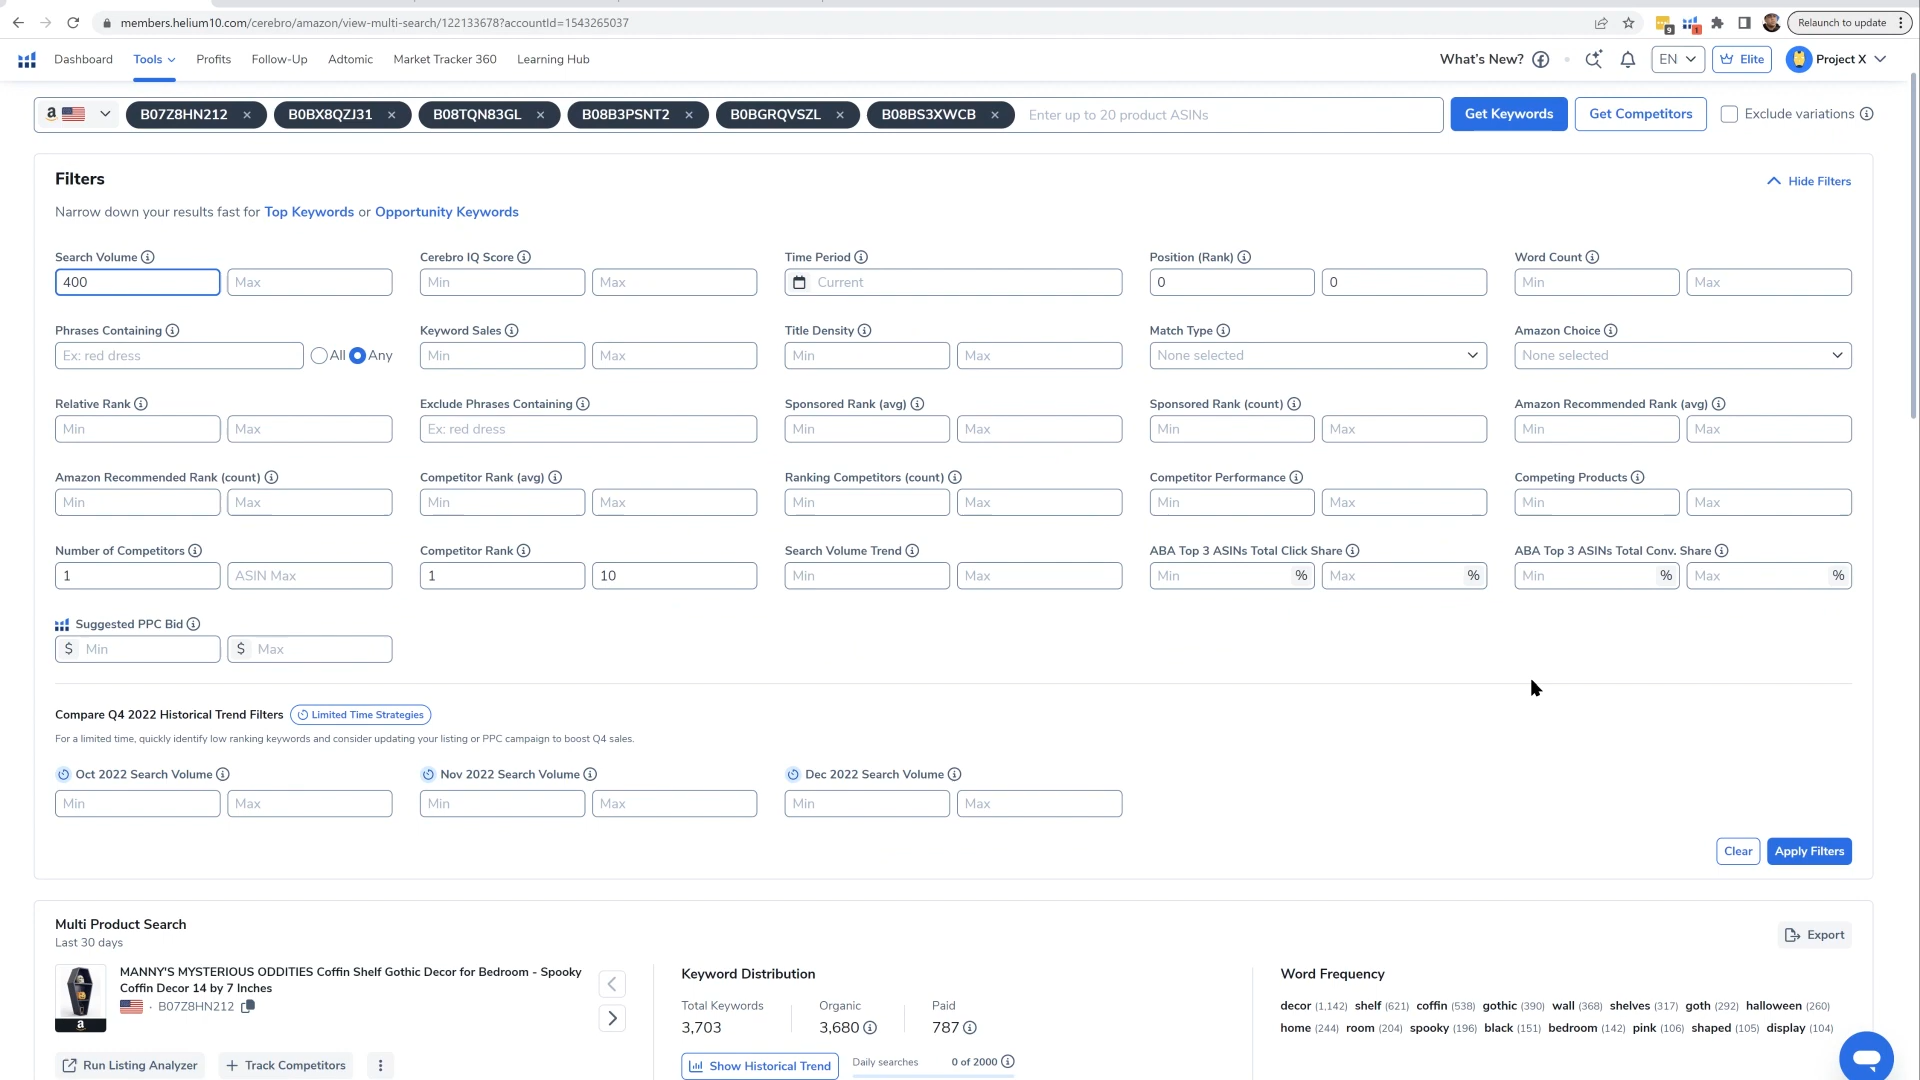 members.helium10.com/cerebro/amazon/view-multi-search/122133678?accountId=1543265037
9
1
Relaunch to update
Dashboard Tools Profits Follow-Up Adtomic Market Tracker 360 Learning Hub
What's New? EN Elite Project X
a B07Z8HN212 × B0BX8QZJ31 × B08TQN83GL × B08B3PSNT2 × B0BGRQVSZL × B08BS3XWCB × Enter up to 20 product ASINs Get Keywords Get Competitors Exclude variations
Filters
Hide Filters
Narrow down your results fast for Top Keywords or Opportunity Keywords
Search Volume Cerebro IQ Score Time Period Position (Rank) Word Count
400 Max Min Max Current 0 0 Min Max
Phrases Containing Keyword Sales Title Density Match Type Amazon Choice
Ex: red dress All Any Min Max Min Max None selected None selected
Relative Rank Exclude Phrases Containing Sponsored Rank (avg) Sponsored Rank (count) Amazon Recommended Rank (avg)
Min Max Ex: red dress Min Max Min Max Min Max
Amazon Recommended Rank (count) Competitor Rank (avg) Ranking Competitors (count) Competitor Performance Competing Products
Min Max Min Max Min Max Min Max Min Max
Number of Competitors Competitor Rank Search Volume Trend ABA Top 3 ASINs Total Click Share ABA Top 3 ASINs Total Conv. Share
1 ASIN Max 1 10 Min Max Min % Max % Min % Max %
Suggested PPC Bid
$ Min $ Max
Compare Q4 2022 Historical Trend Filters Limited Time Strategies
For a limited time, quickly identify low ranking keywords and consider updating your listing or PPC campaign to boost Q4 sales.
Oct 2022 Search Volume Nov 2022 Search Volume Dec 2022 Search Volume
Min Max Min Max Min Max
Clear Apply Filters
Multi Product Search
Last 30 days
Export
MANNY'S MYSTERIOUS ODDITIES Coffin Shelf Gothic Decor for Bedroom - Spooky
Coffin Decor 14 by 7 Inches
· B07Z8HN212
a
Run Listing Analyzer + Track Competitors
Keyword Distribution
Total Keywords Organic Paid
3,703 3,680 787
Show Historical Trend Daily searches 0 of 2000
Word Frequency
decor (1,142) shelf (621) coffin (538) gothic (390) wall (368) shelves (317) goth (292) halloween (260)
home (244) room (204) spooky (196) black (151) bedroom (142) pink (106) shaped (105) display (104)